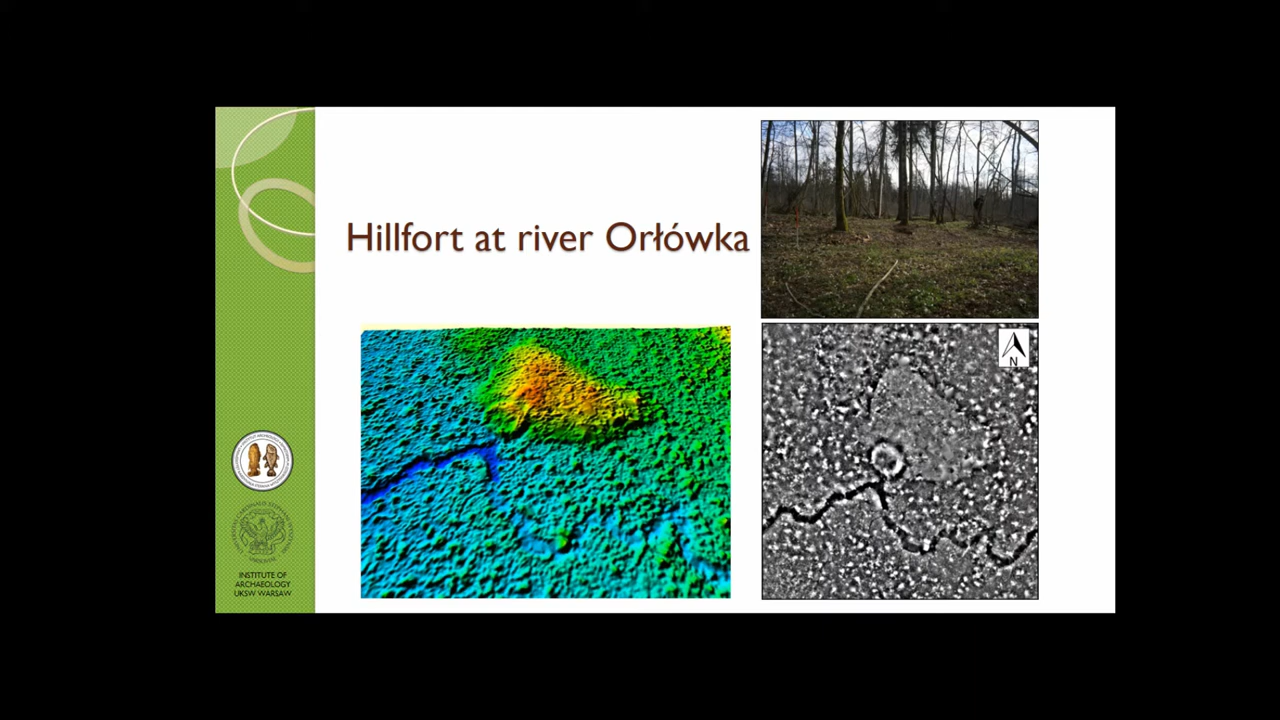 Hillfort at river Orłówka
N
INSTITUTE OF
ARCHAEOLOGY
UKSW WARSAW